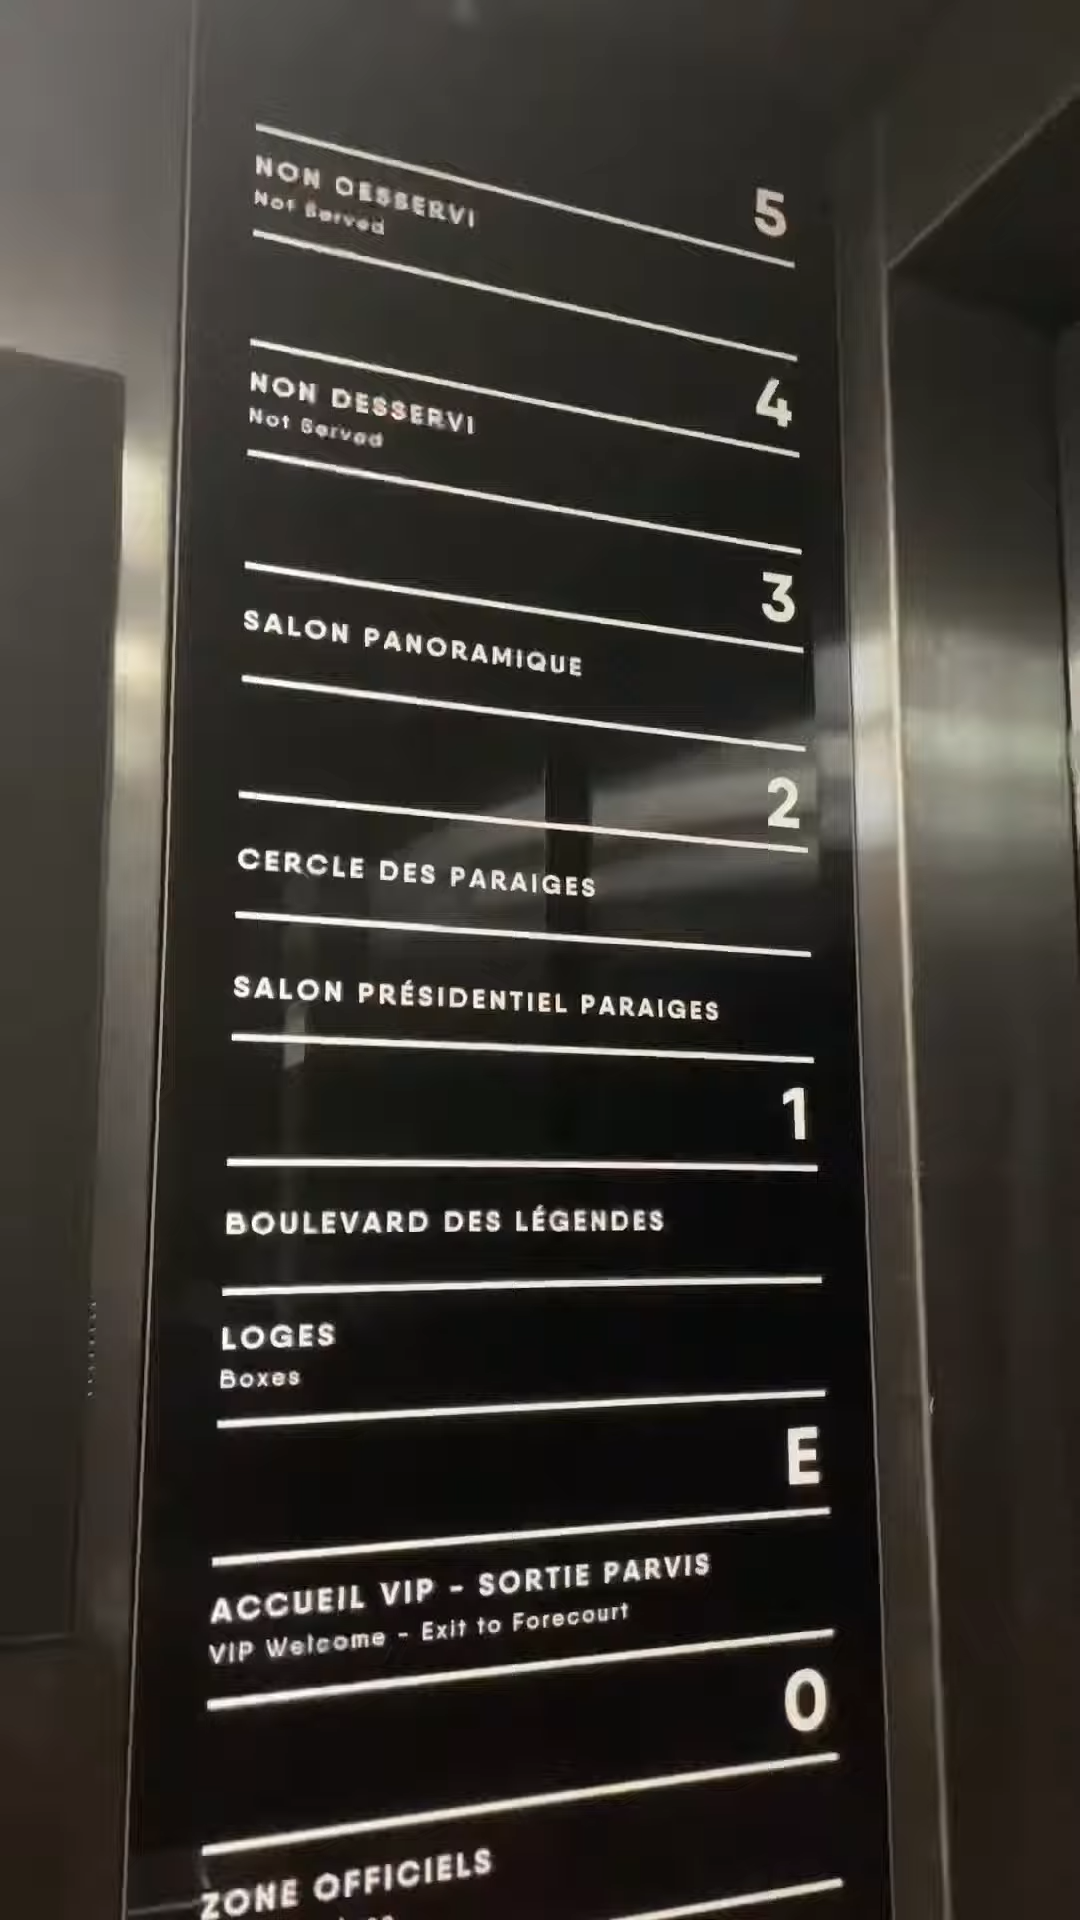 5
NON DESSERVI
Not Served
4
NON DESSERVI
Not Served
3
SALON PANORAMIQUE
2
CERCLE DES PARAIGES
SALON PRÉSIDENTIEL PARAIGES
1
BOULEVARD DES LÉGENDES
LOGES
Boxes
E
ACCUEIL VIP - SORTIE PARVIS
VIP Welcome - Exit to Forecourt
0
ZONE OFFICIELS